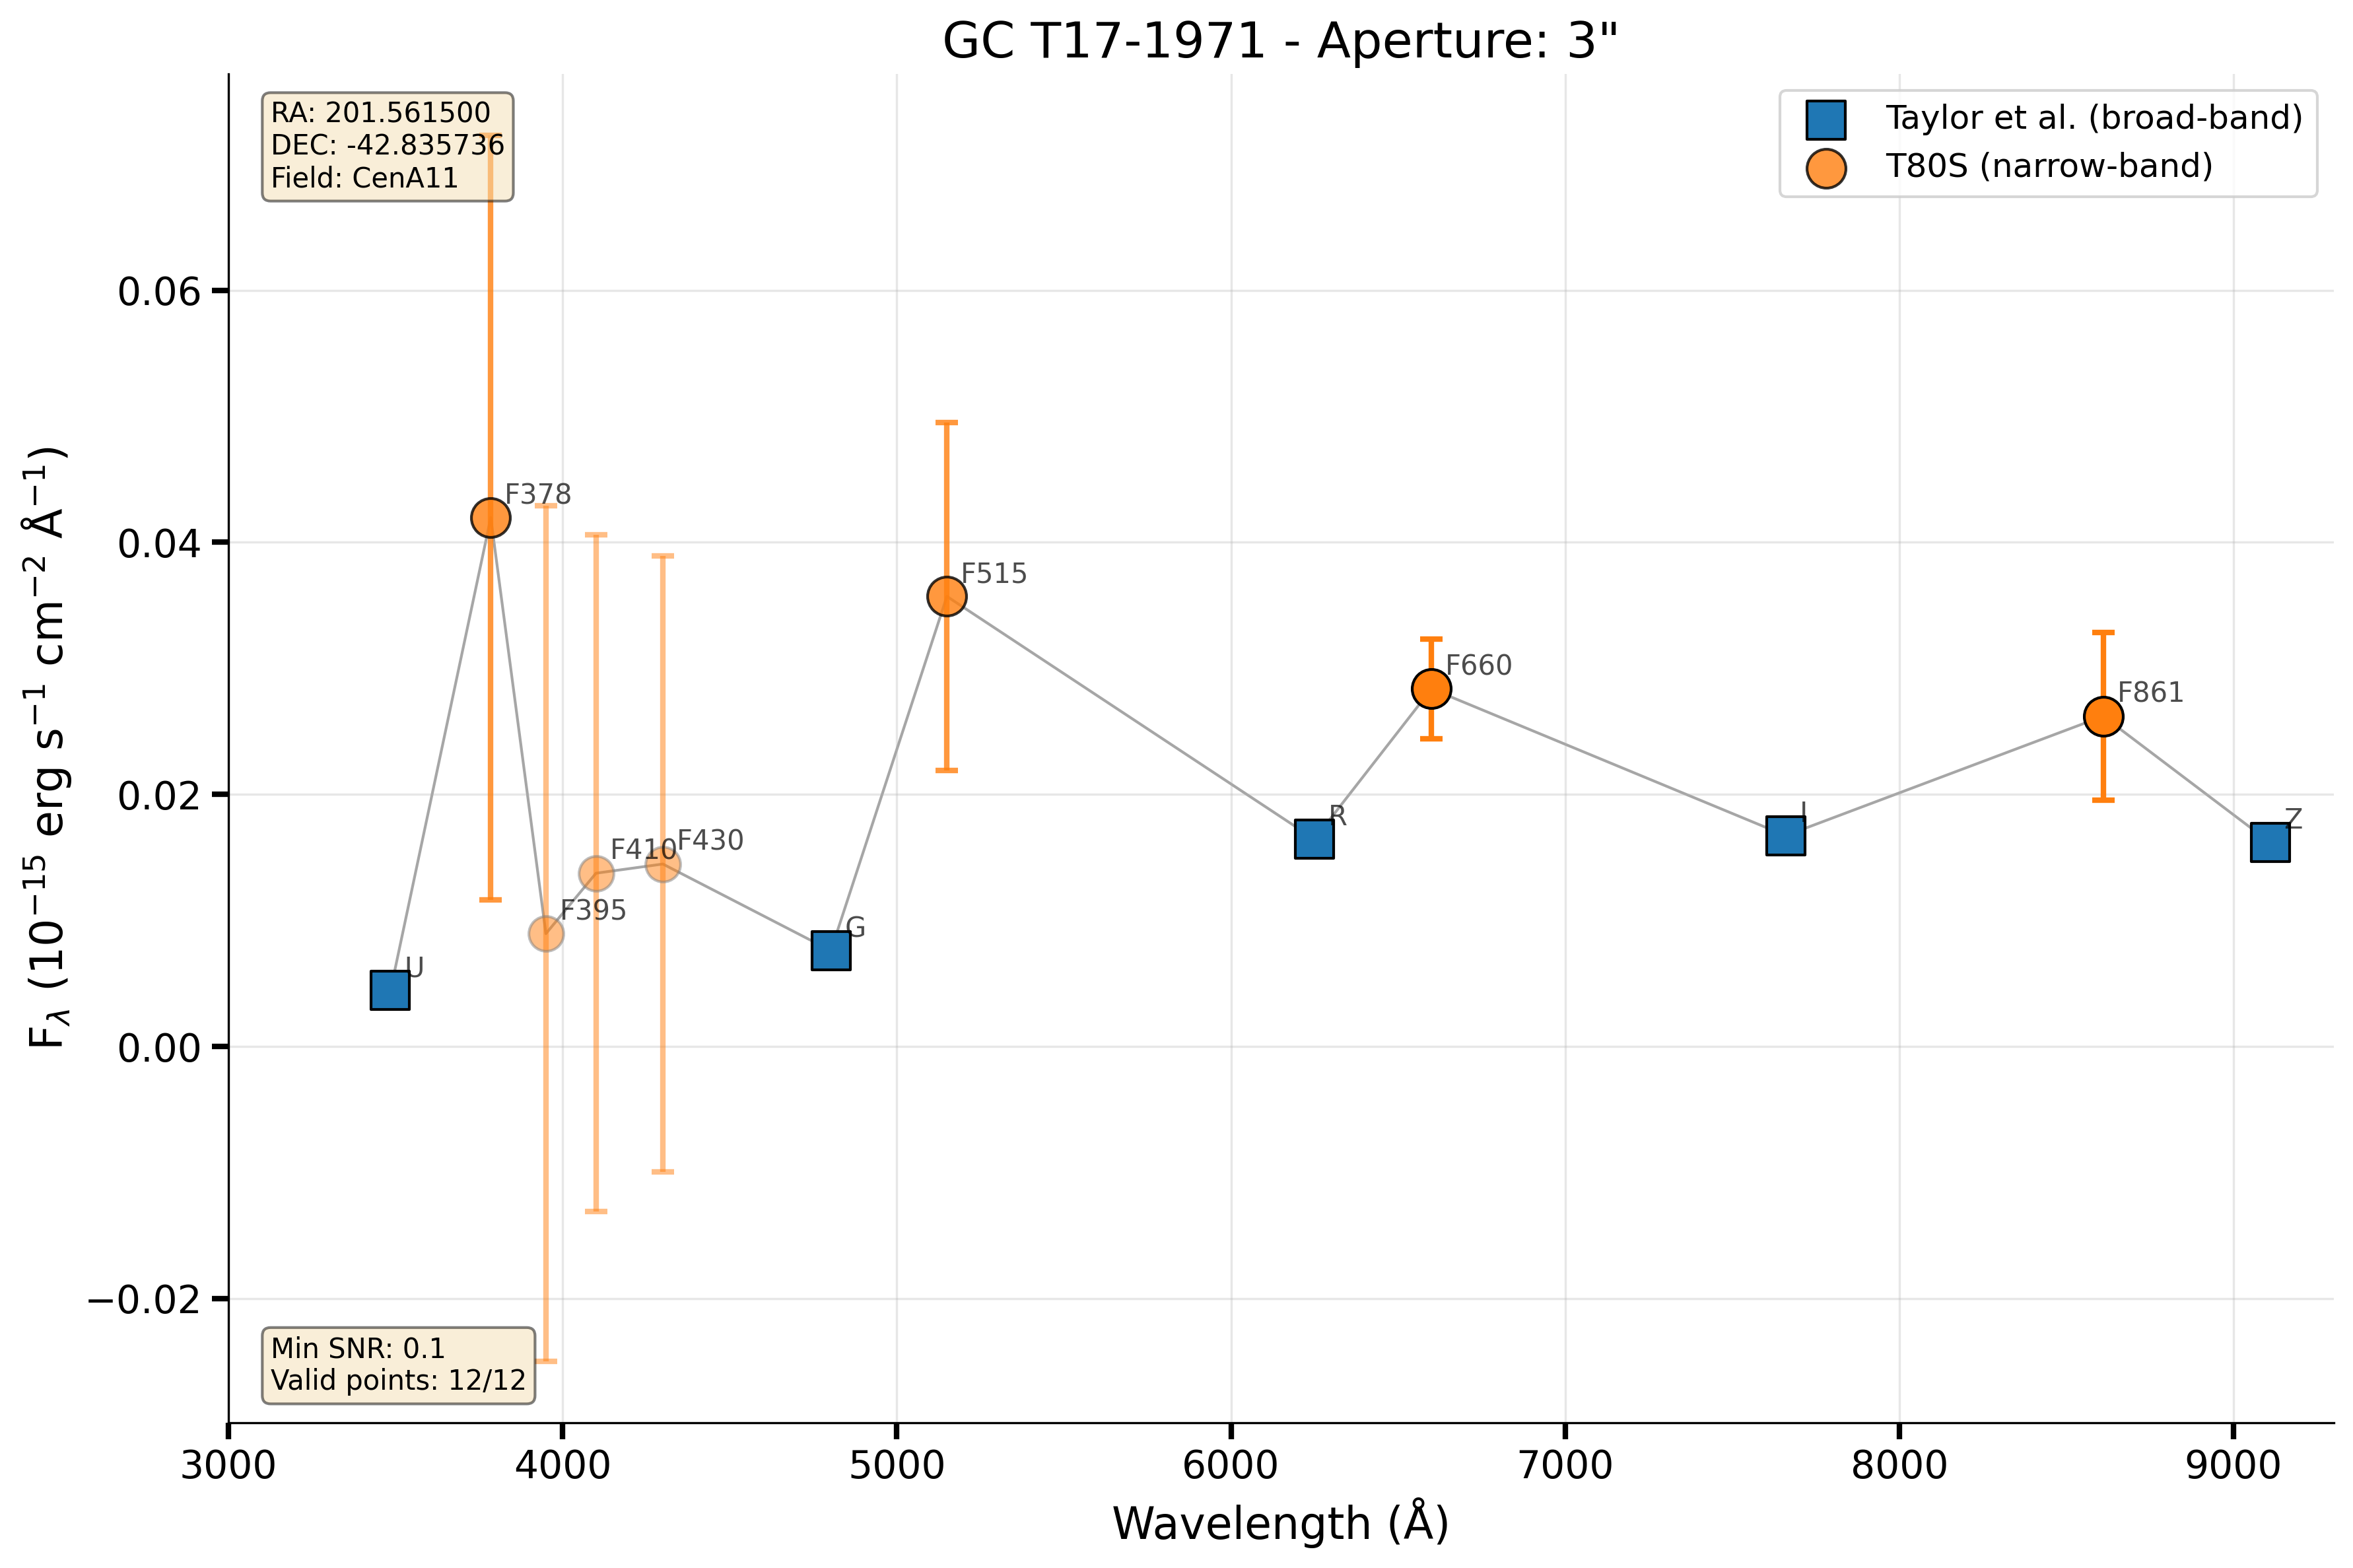 GC T17-1971 - Aperture: 3"
RA: 201.561500
DEC: -42.835736
Field: CenA11
Taylor et al. (broad-band)
T80S (narrow-band)
F378
F515
F660
F861
F410
F430
F395
U
G
R
I
Z
0.06
0.04
0.02
0.00
−0.02
F_λ (10⁻¹⁵ erg s⁻¹ cm⁻² Å⁻¹)
Min SNR: 0.1
Valid points: 12/12
3000 4000 5000 6000 7000 8000 9000
Wavelength (Å)